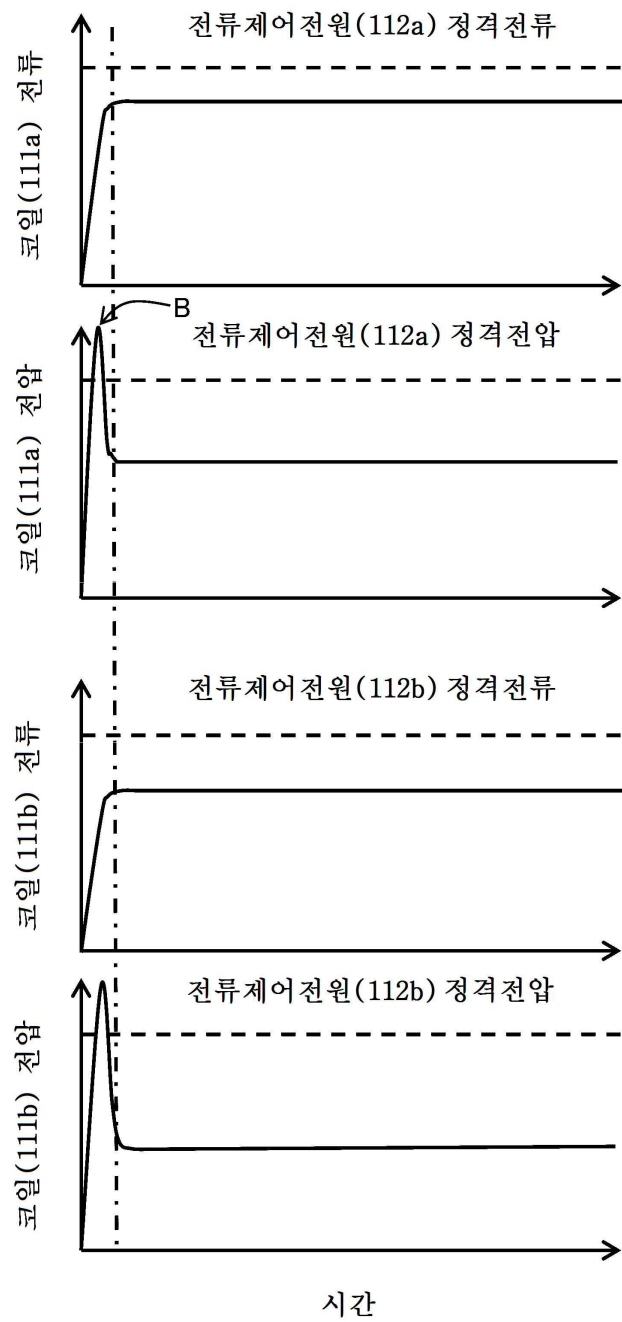 전류제어전원(112a) 정격전류
코일(111a) 전류
B
전류제어전원(112a) 정격전압
코일(111a) 전압
전류제어전원(112b) 정격전류
코일(111b) 전류
전류제어전원(112b) 정격전압
코일(111b) 전압
시간